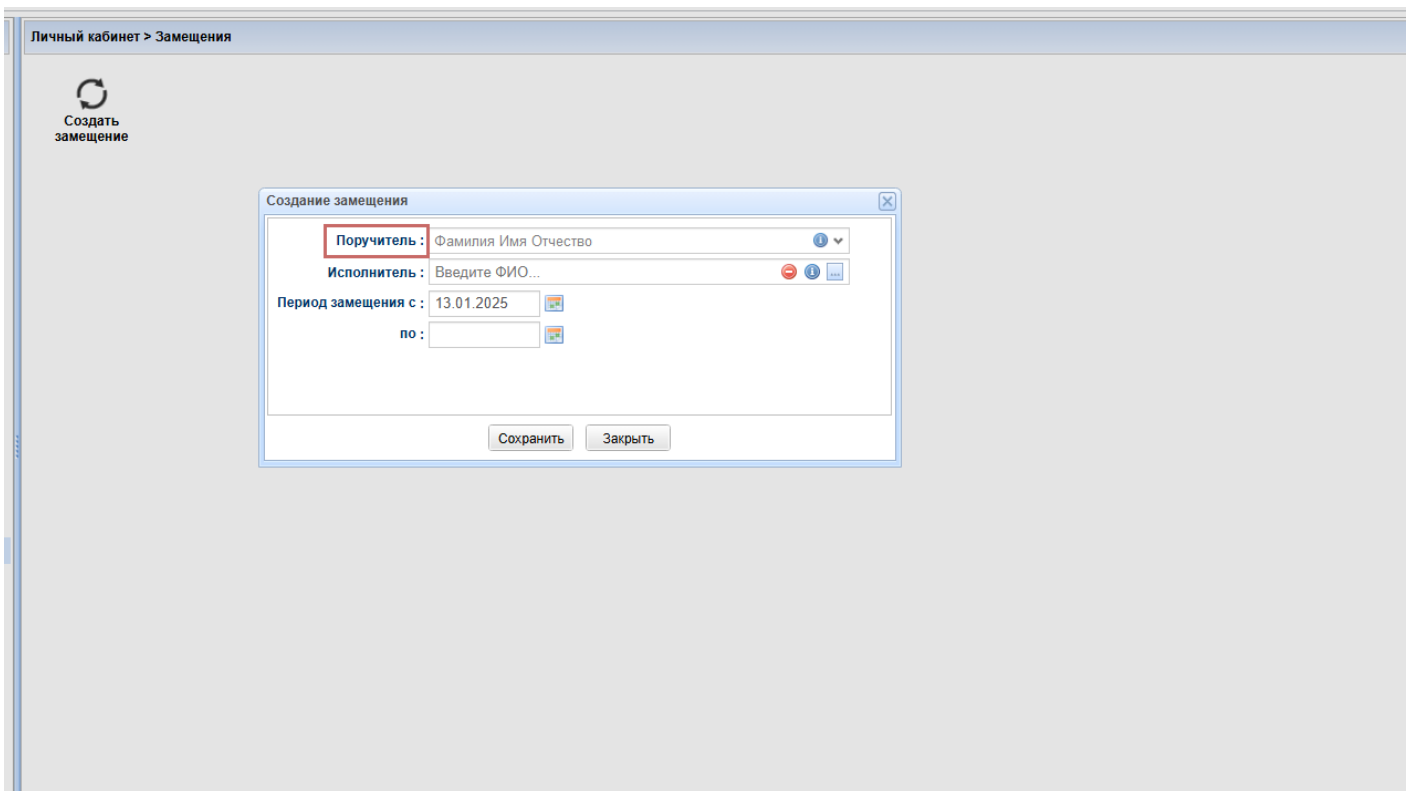 Личный кабинет > Замещения
Создать
замещение
Создание замещения
Поручитель : Фамилия Имя Отчество
Исполнитель : Введите ФИО...
Период замещения с : 13.01.2025
по :
Сохранить Закрыть